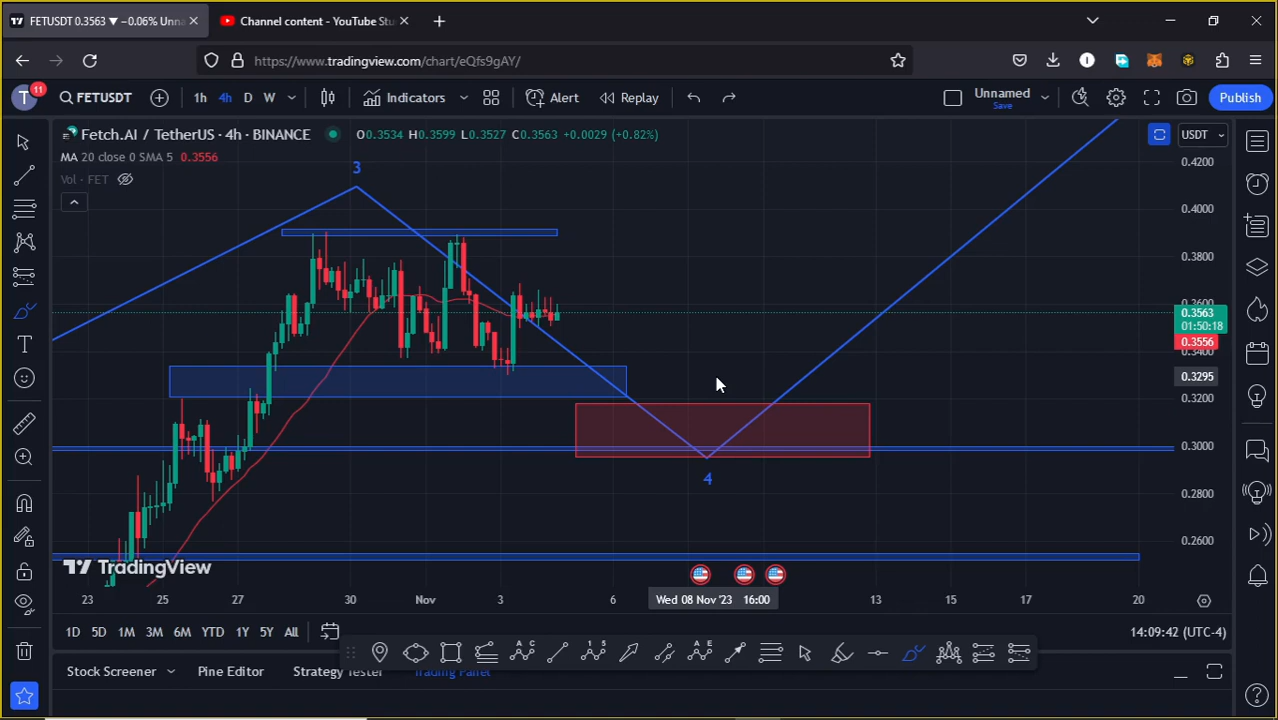 FETUSDT 0.3563 ▼ −0.06% Unna
Channel content - YouTube Stu
https://www.tradingview.com/chart/eQfs9gAY/
T
11
FETUSDT
1h
4h
D
W
Indicators
Alert
Replay
Unnamed
Save
Publish
Fetch.AI / TetherUS · 4h · BINANCE
O0.3534 H0.3599 L0.3527 C0.3563 +0.0029 (+0.82%)
USDT
MA 20 close 0 SMA 5 0.3556
Vol · FET
3
4
0.4200
0.4000
0.3800
0.3600
0.3563
01:50:18
0.3556
0.3400
0.3295
0.3200
0.3000
0.2800
0.2600
TradingView
23
25
27
30
Nov
3
6
Wed 08 Nov '23 16:00
13
15
17
20
1D
5D
1M
3M
6M
YTD
1Y
5Y
All
14:09:42 (UTC-4)
Stock Screener
Pine Editor
Strategy Tester
Trading Panel